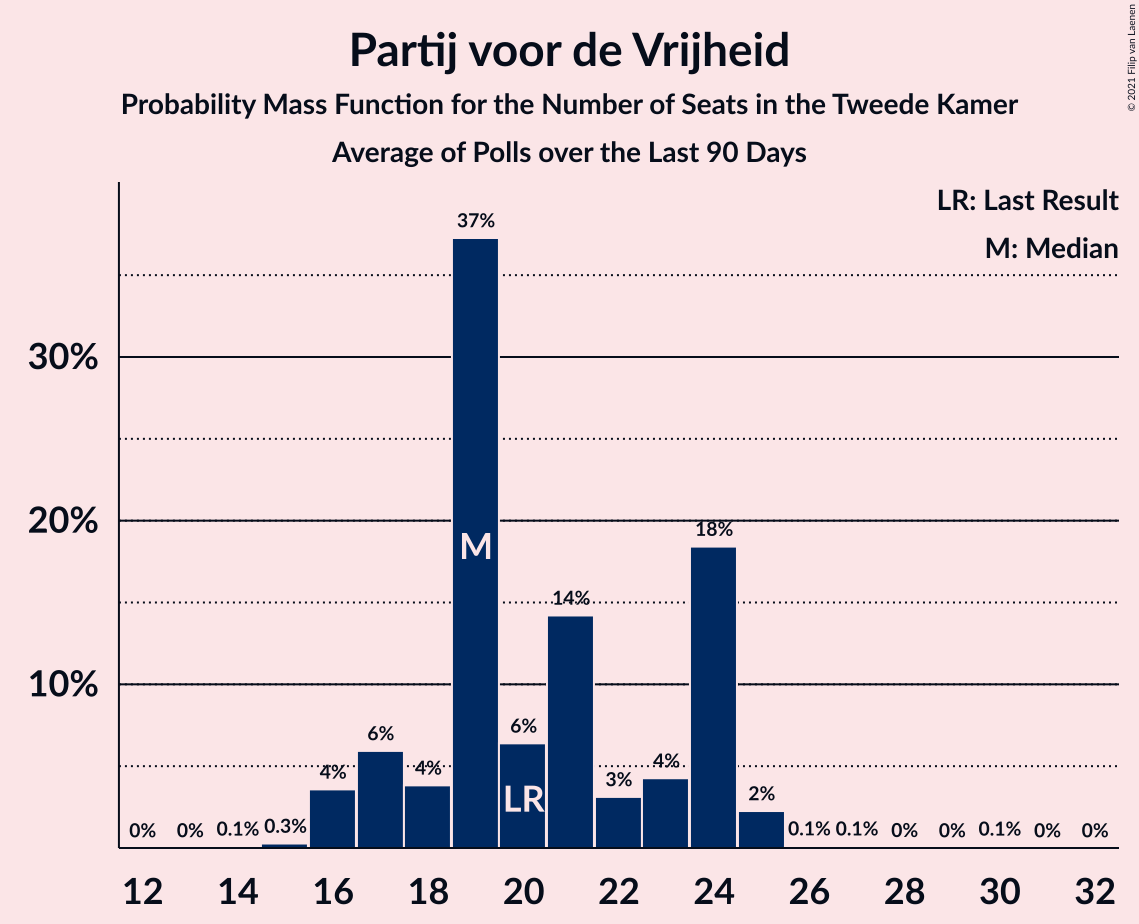 Partij voor de Vrijheid
Probability Mass Function for the Number of Seats in the Tweede Kamer
Average of Polls over the Last 90 Days
© 2021 Filip van Laenen
LR: Last Result
M: Median
30%
20%
10%
0%
0%
0.1%
0.3%
4%
6%
4%
37%
M
6%
LR
14%
3%
4%
18%
2%
0.1%
0.1%
0%
0%
0.1%
0%
0%
12 14 16 18 20 22 24 26 28 30 32